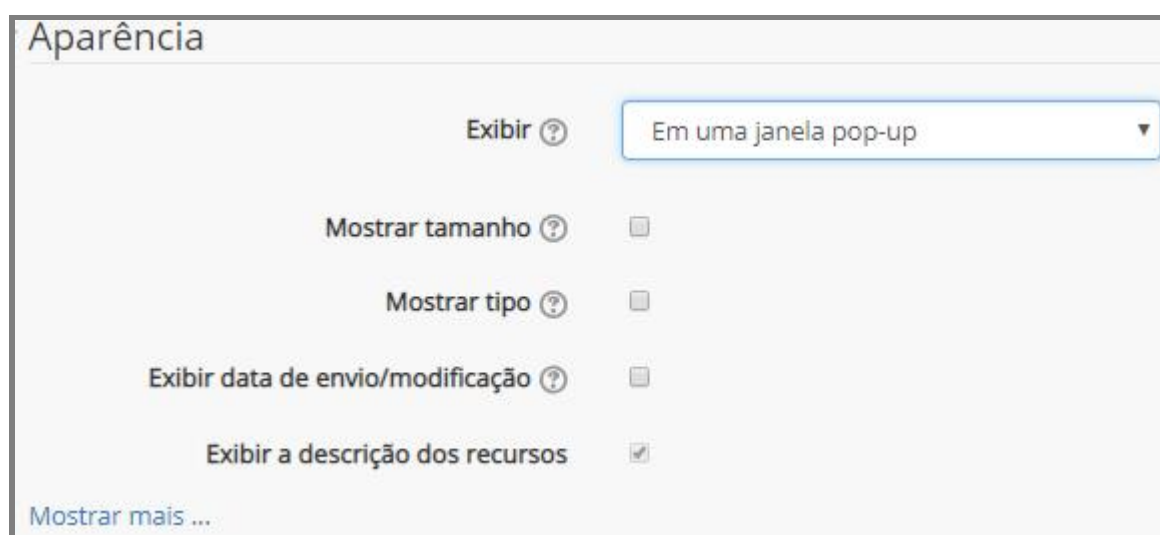 Aparência
Exibir
Em uma janela pop-up
Mostrar tamanho
Mostrar tipo
Exibir data de envio/modificação
Exibir a descrição dos recursos
Mostrar mais ...